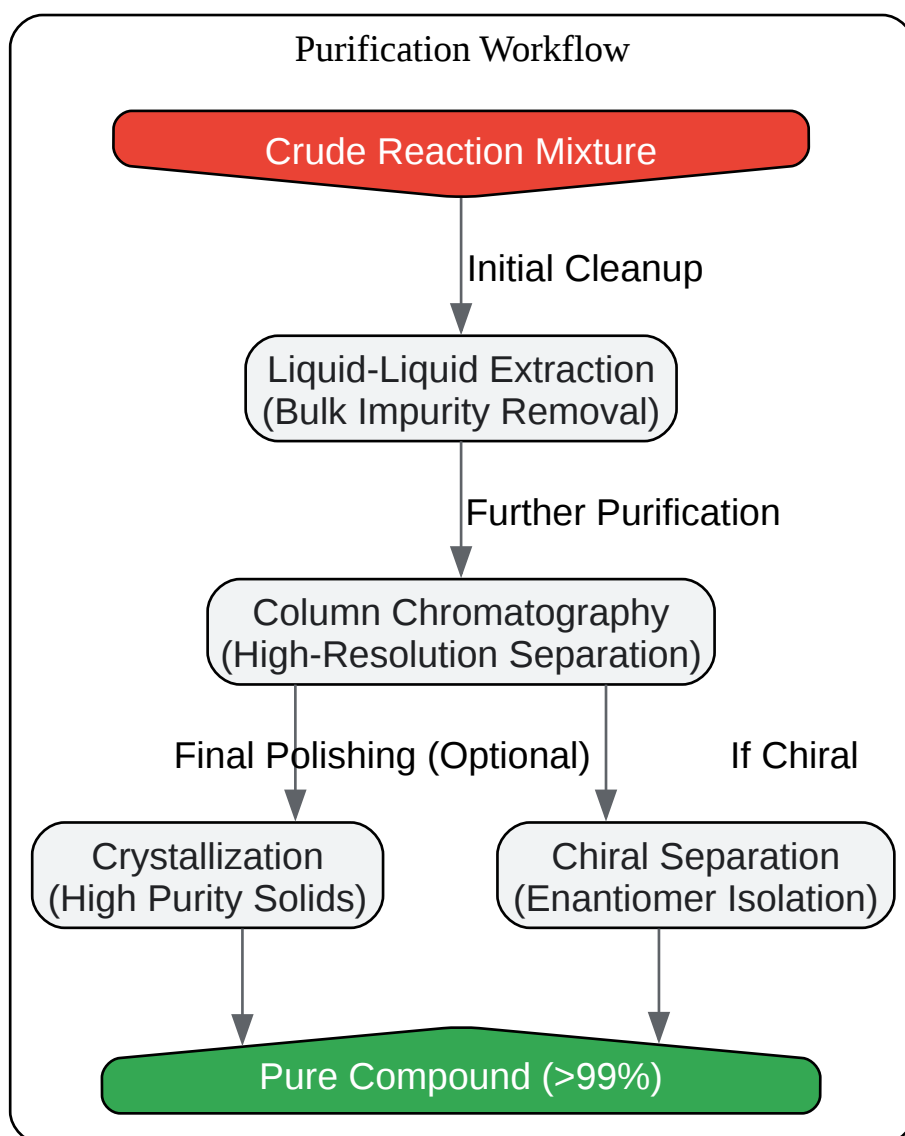 Purification Workflow
Crude Reaction Mixture
Initial Cleanup
Liquid-Liquid Extraction
(Bulk Impurity Removal)
Further Purification
Column Chromatography
(High-Resolution Separation)
Final Polishing (Optional)
If Chiral
Crystallization
(High Purity Solids)
Chiral Separation
(Enantiomer Isolation)
Pure Compound (>99%)